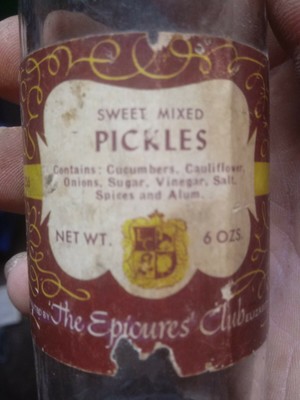 SWEET MIXED
PICKLES
Contains: Cucumbers, Cauliflower,
Onions, Sugar, Vinegar, Salt,
Spices and Alum.
NET WT. 6 OZS.
The Epicures' Club